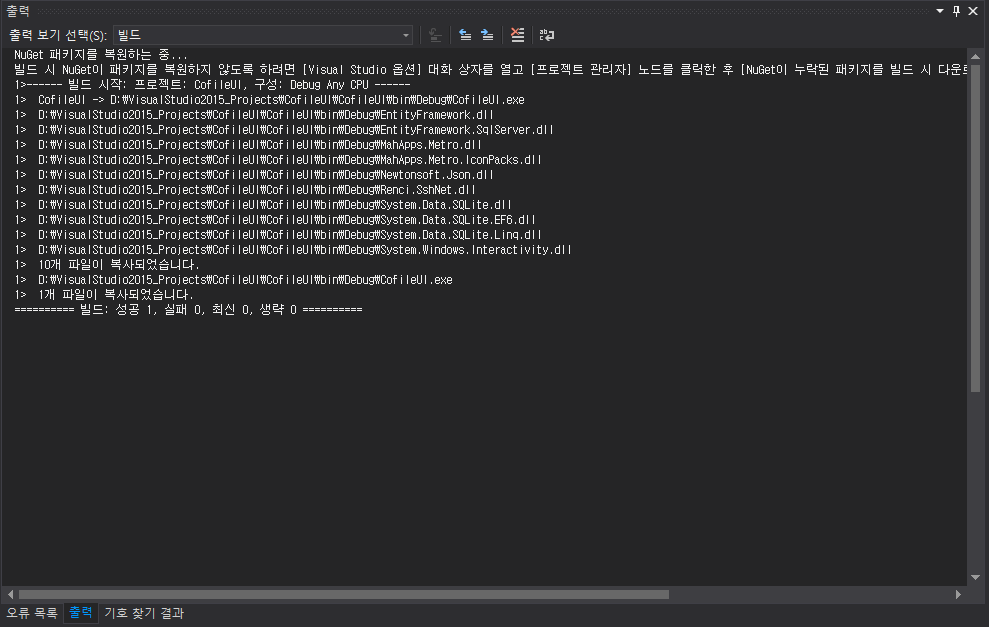 출력
출력 보기 선택(S): 빌드
NuGet 패키지를 복원하는 중...
빌드 시 NuGet이 패키지를 복원하지 않도록 하려면 [Visual Studio 옵션] 대화 상자를 열고 [프로젝트 관리자] 노드를 클릭한 후 [NuGet이 누락된 패키지를 빌드 시 다운로
1>------ 빌드 시작: 프로젝트: CofileUI, 구성: Debug Any CPU ------
1>  CofileUI -> D:₩VisualStudio2015_Projects₩CofileUI₩CofileUI₩bin₩Debug₩CofileUI.exe
1>  D:₩VisualStudio2015_Projects₩CofileUI₩CofileUI₩bin₩Debug₩EntityFramework.dll
1>  D:₩VisualStudio2015_Projects₩CofileUI₩CofileUI₩bin₩Debug₩EntityFramework.SqlServer.dll
1>  D:₩VisualStudio2015_Projects₩CofileUI₩CofileUI₩bin₩Debug₩MahApps.Metro.dll
1>  D:₩VisualStudio2015_Projects₩CofileUI₩CofileUI₩bin₩Debug₩MahApps.Metro.IconPacks.dll
1>  D:₩VisualStudio2015_Projects₩CofileUI₩CofileUI₩bin₩Debug₩Newtonsoft.Json.dll
1>  D:₩VisualStudio2015_Projects₩CofileUI₩CofileUI₩bin₩Debug₩Renci.SshNet.dll
1>  D:₩VisualStudio2015_Projects₩CofileUI₩CofileUI₩bin₩Debug₩System.Data.SQLite.dll
1>  D:₩VisualStudio2015_Projects₩CofileUI₩CofileUI₩bin₩Debug₩System.Data.SQLite.EF6.dll
1>  D:₩VisualStudio2015_Projects₩CofileUI₩CofileUI₩bin₩Debug₩System.Data.SQLite.Linq.dll
1>  D:₩VisualStudio2015_Projects₩CofileUI₩CofileUI₩bin₩Debug₩System.Windows.Interactivity.dll
1>  10개 파일이 복사되었습니다.
1>  D:₩VisualStudio2015_Projects₩CofileUI₩CofileUI₩bin₩Debug₩CofileUI.exe
1>  1개 파일이 복사되었습니다.
========== 빌드: 성공 1, 실패 0, 최신 0, 생략 0 ==========
오류 목록 출력 기호 찾기 결과